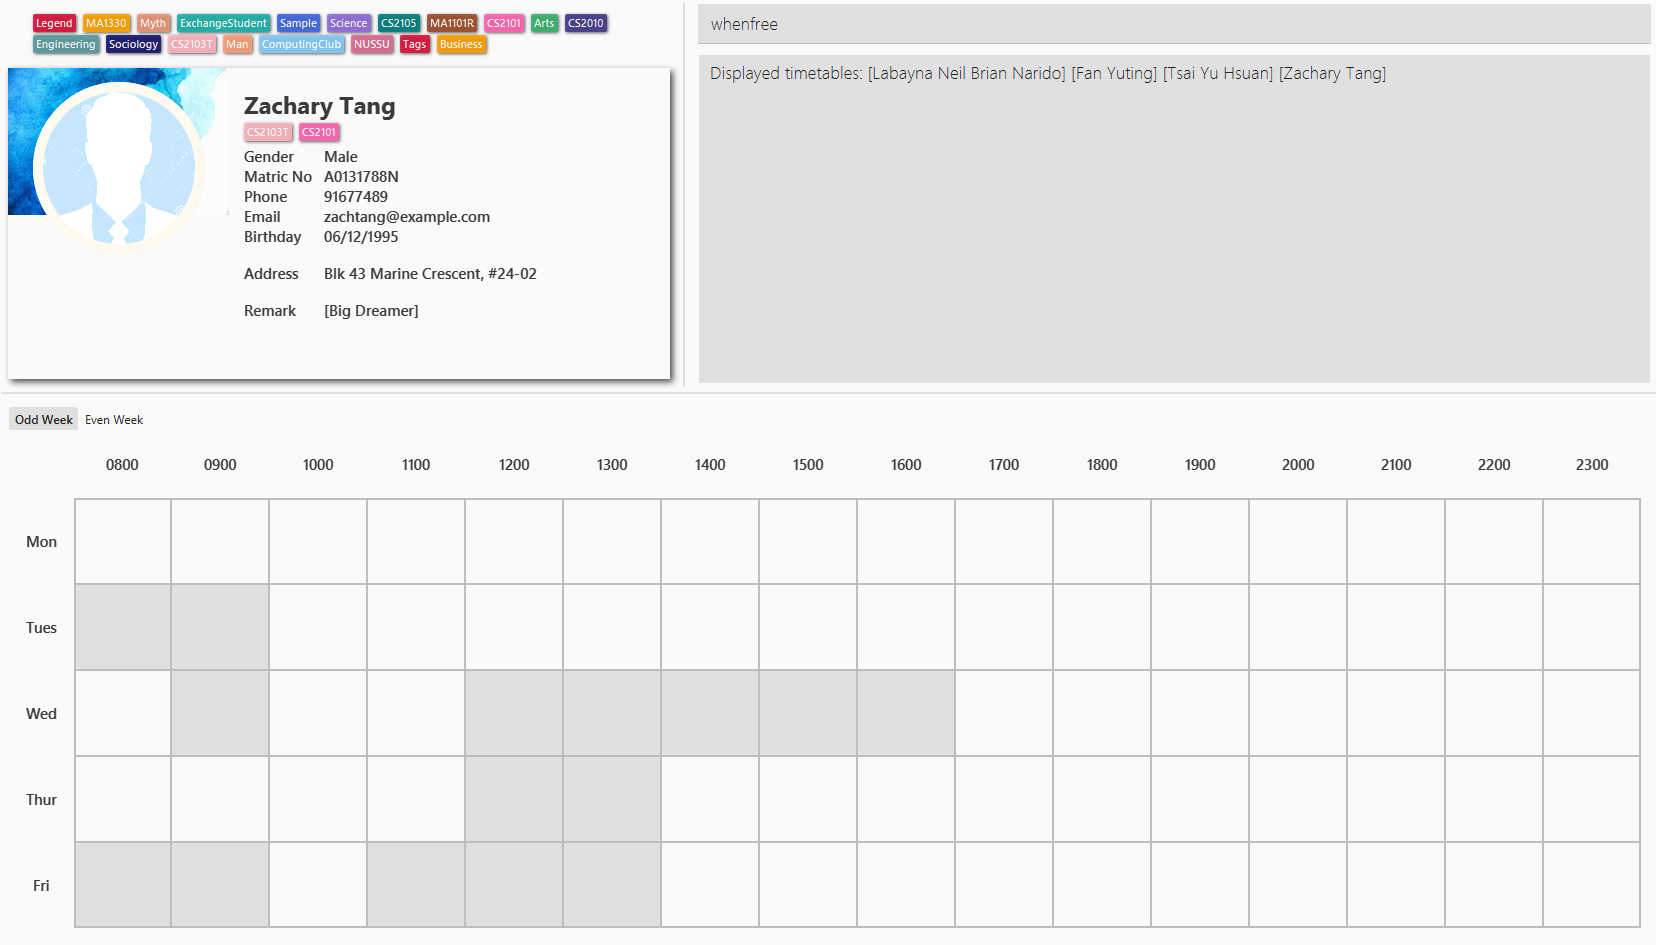 Legend MA1330 Myth ExchangeStudent Sample Science CS2105 MA1101R CS2101 Arts CS2010
Engineering Sociology CS2103T Man ComputingClub NUSSU Tags Business
Zachary Tang
CS2103T CS2101
Gender Male
Matric No A0131788N
Phone 91677489
Email zachtang@example.com
Birthday 06/12/1995
Address Blk 43 Marine Crescent, #24-02
Remark [Big Dreamer]
whenfree
Displayed timetables: [Labayna Neil Brian Narido] [Fan Yuting] [Tsai Yu Hsuan] [Zachary Tang]
Odd Week Even Week
0800 0900 1000 1100 1200 1300 1400 1500 1600 1700 1800 1900 2000 2100 2200 2300
Mon
Tues
Wed
Thur
Fri